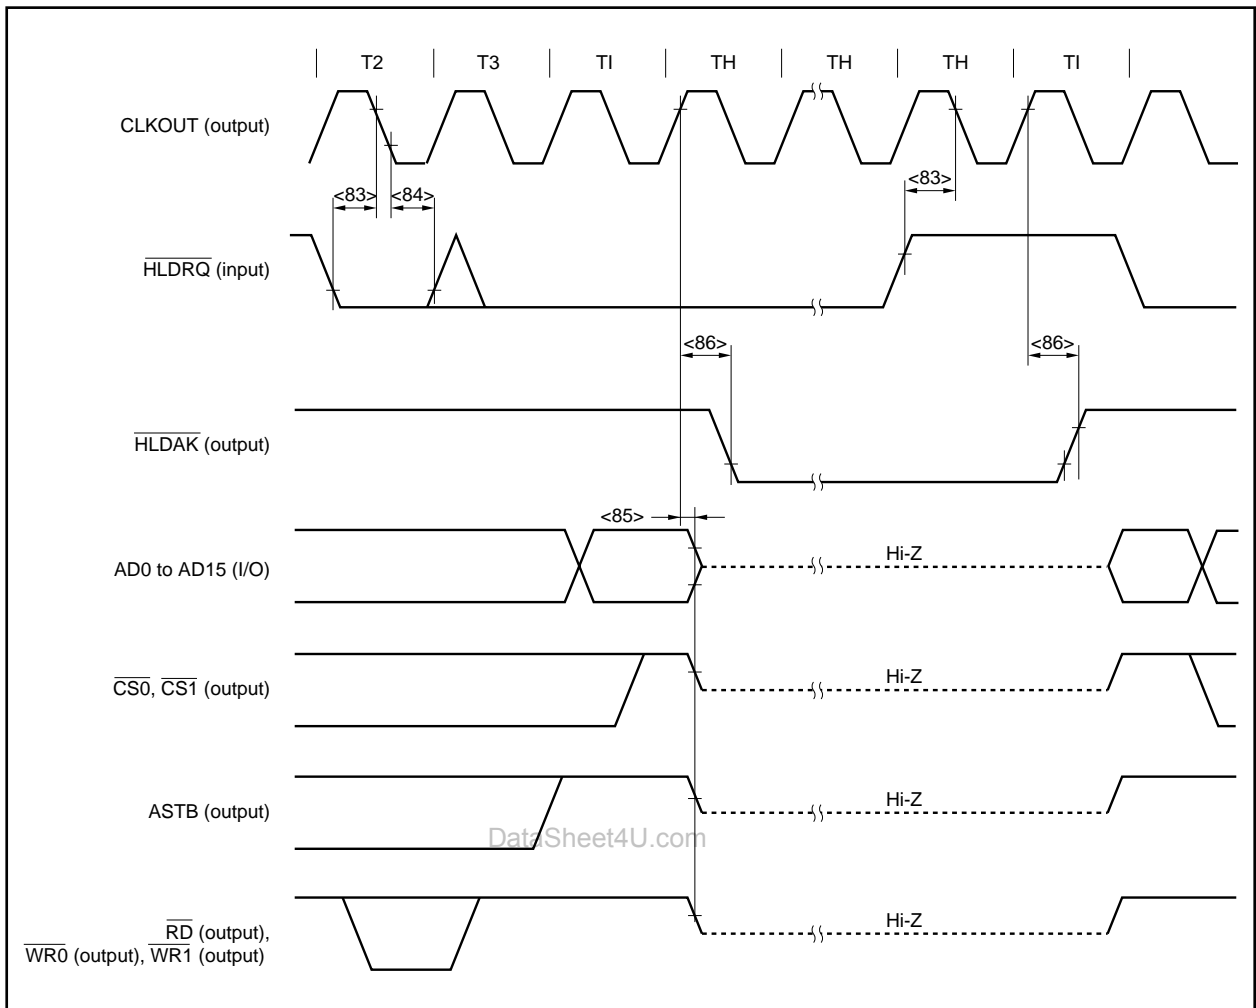 T2 T3 TI TH TH TH TI
CLKOUT (output)
<83> <84> <83>
HLDRQ (input)
<86> <86>
HLDAK (output)
<85>
AD0 to AD15 (I/O) Hi-Z
CS0, CS1 (output) Hi-Z
ASTB (output) Hi-Z
DataSheet4U.com
RD (output), Hi-Z
WR0 (output), WR1 (output)